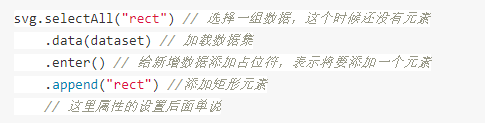 svg.selectAll("rect") // 选择一组数据，这个时候还没有元素
.data(dataset) // 加载数据集
.enter() // 给新增数据添加占位符，表示将要添加一个元素
.append("rect") //添加矩形元素
// 这里属性的设置后面单说